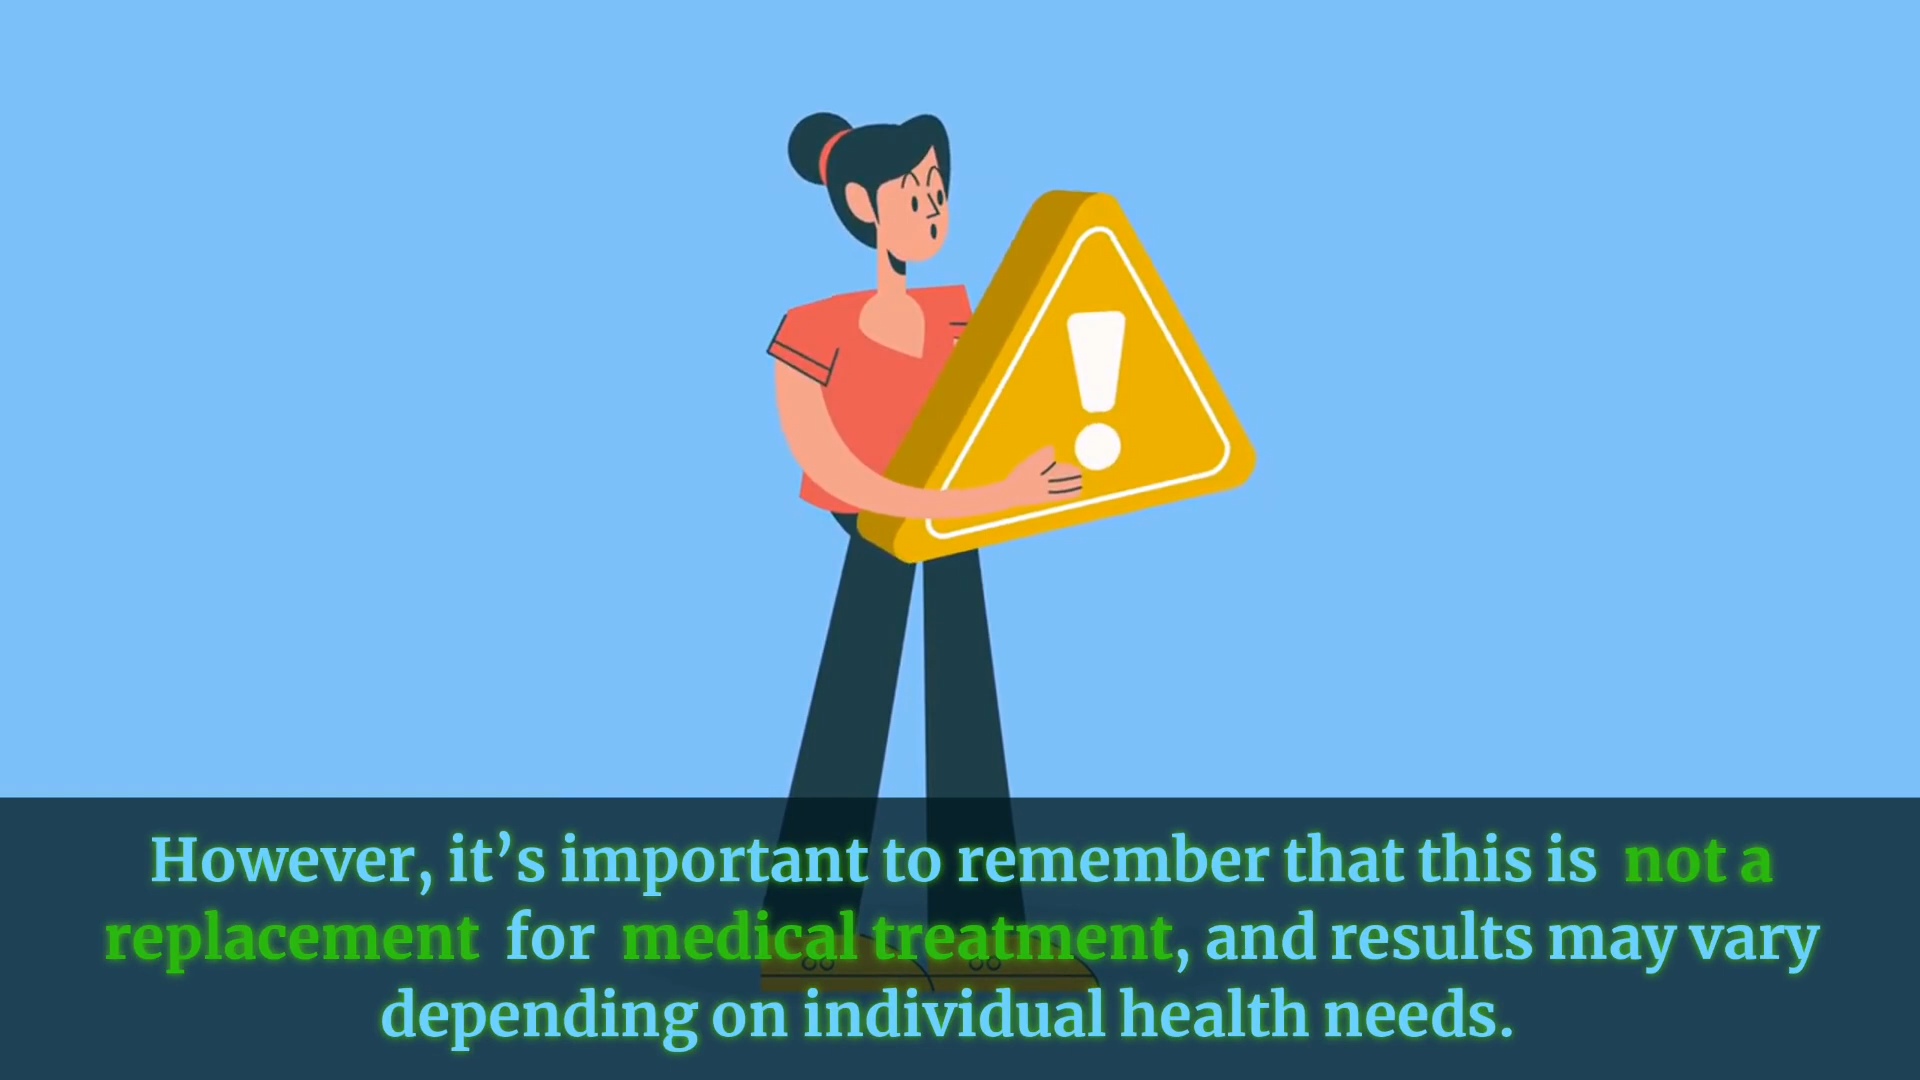 However, it’s important to remember that this is not a
replacement for medical treatment, and results may vary
depending on individual health needs.